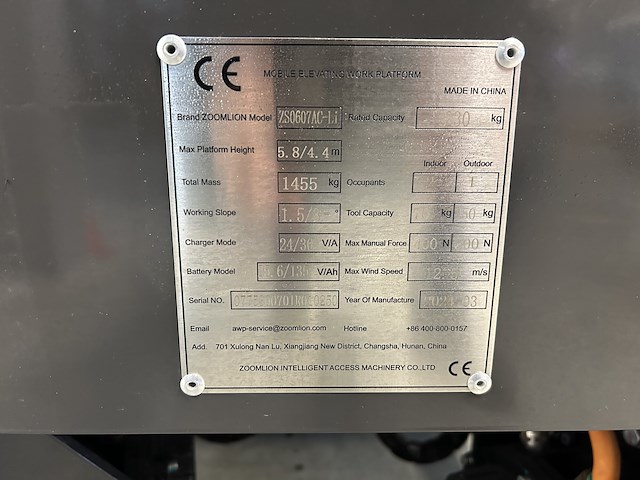 CE
MOBILE ELEVATING WORK PLATFORM
MADE IN CHINA
Brand ZOOMLION Model ZS0607AC-Li Rated Capacity kg
Max Platform Height 5.8/4.4 m
Indoor Outdoor
Total Mass 1455 kg Occupants
Working Slope ° Tool Capacity kg kg
Charger Mode V/A Max Manual Force N N
Battery Model V/Ah Max Wind Speed m/s
Serial NO. Year Of Manufacture
Email awp-service@zoomlion.com Hotline +86 400-800-0157
Add. 701 Xulong Nan Lu, Xiangjiang New District, Changsha, Hunan, China
ZOOMLION INTELLIGENT ACCESS MACHINERY CO.,LTD CE